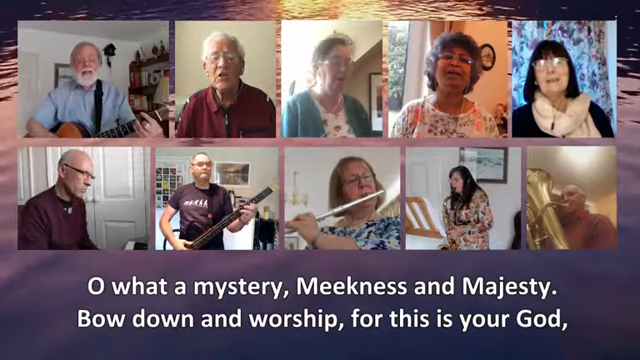 O what a mystery, Meekness and Majesty.
Bow down and worship, for this is your God,